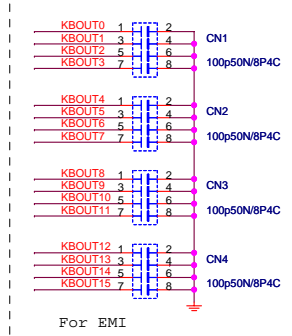 KBOUT0 1 2
KBOUT1 3 4 CN1
KBOUT2 5 6
KBOUT3 7 8 100p50N/8P4C
KBOUT4 1 2
KBOUT5 3 4 CN2
KBOUT6 5 6
KBOUT7 7 8 100p50N/8P4C
KBOUT8 1 2
KBOUT9 3 4 CN3
KBOUT10 5 6
KBOUT11 7 8 100p50N/8P4C
KBOUT12 1 2
KBOUT13 3 4 CN4
KBOUT14 5 6
KBOUT15 7 8 100p50N/8P4C
For EMI